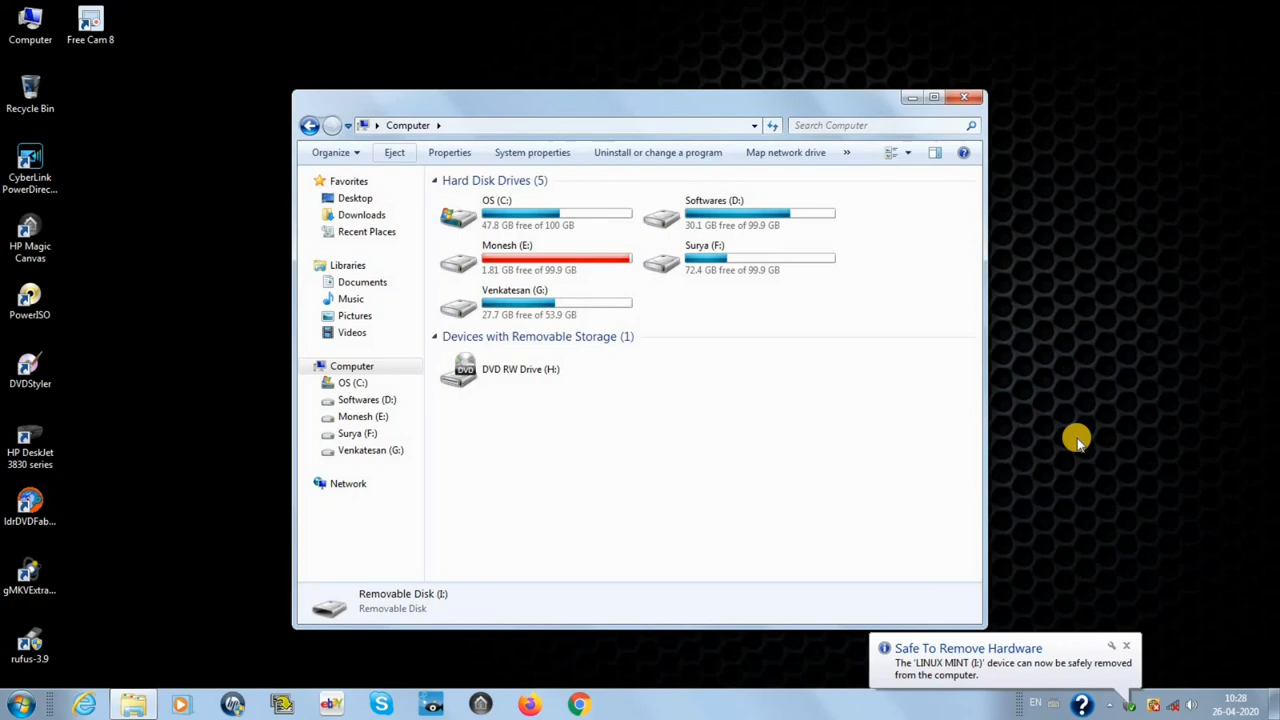 Computer
Free Cam 8
Recycle Bin
CyberLink
PowerDirec...
HP Magic
Canvas
PowerISO
DVDStyler
HP DeskJet
3830 series
IdrDVDFab...
gMKVExtra...
rufus-3.9
Computer
Search Computer
Organize
Eject
Properties
System properties
Uninstall or change a program
Map network drive
»
Favorites
Desktop
Downloads
Recent Places
Libraries
Documents
Music
Pictures
Videos
Computer
OS (C:)
Softwares (D:)
Monesh (E:)
Surya (F:)
Venkatesan (G:)
Network
Hard Disk Drives (5)
OS (C:)
47.8 GB free of 100 GB
Softwares (D:)
30.1 GB free of 99.9 GB
Monesh (E:)
1.81 GB free of 99.9 GB
Surya (F:)
72.4 GB free of 99.9 GB
Venkatesan (G:)
27.7 GB free of 53.9 GB
Devices with Removable Storage (1)
DVD
DVD RW Drive (H:)
Removable Disk (I:)
Removable Disk
Safe To Remove Hardware
The 'LINUX MINT (I:)' device can now be safely removed
from the computer.
ebY
EN
10:28
26-04-2020